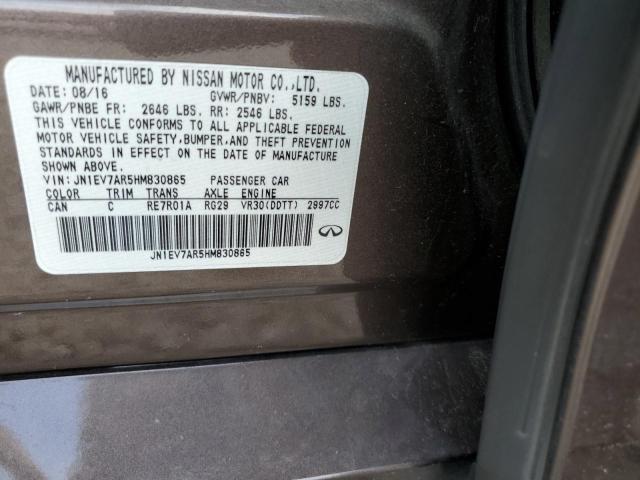 MANUFACTURED BY NISSAN MOTOR CO.,LTD.
DATE: 08/16 GVWR/PNBV: 5159 LBS.
GAWR/PNBE FR: 2646 LBS. RR: 2546 LBS.
THIS VEHICLE CONFORMS TO ALL APPLICABLE FEDERAL
MOTOR VEHICLE SAFETY, BUMPER, AND THEFT PREVENTION
STANDARDS IN EFFECT ON THE DATE OF MANUFACTURE
SHOWN ABOVE.
VIN: JN1EV7AR5HM830865 PASSENGER CAR
COLOR TRIM TRANS AXLE ENGINE
CAN C RE7R01A RG29 VR30(DDTT) 2997CC
JN1EV7AR5HM830865